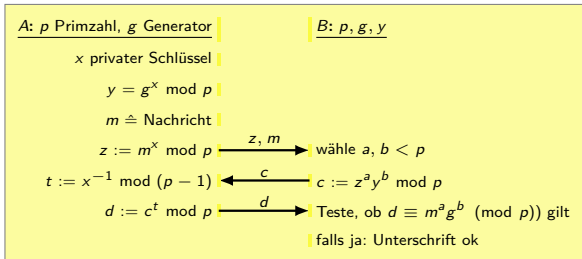 A: p Primzahl, g Generator B: p, g, y
x privater Schlüssel
y = g^x mod p
m ≙ Nachricht
z := m^x mod p z, m wähle a, b < p
t := x^−1 mod (p − 1) c c := z^a y^b mod p
d := c^t mod p d Teste, ob d ≡ m^a g^b (mod p)) gilt
falls ja: Unterschrift ok